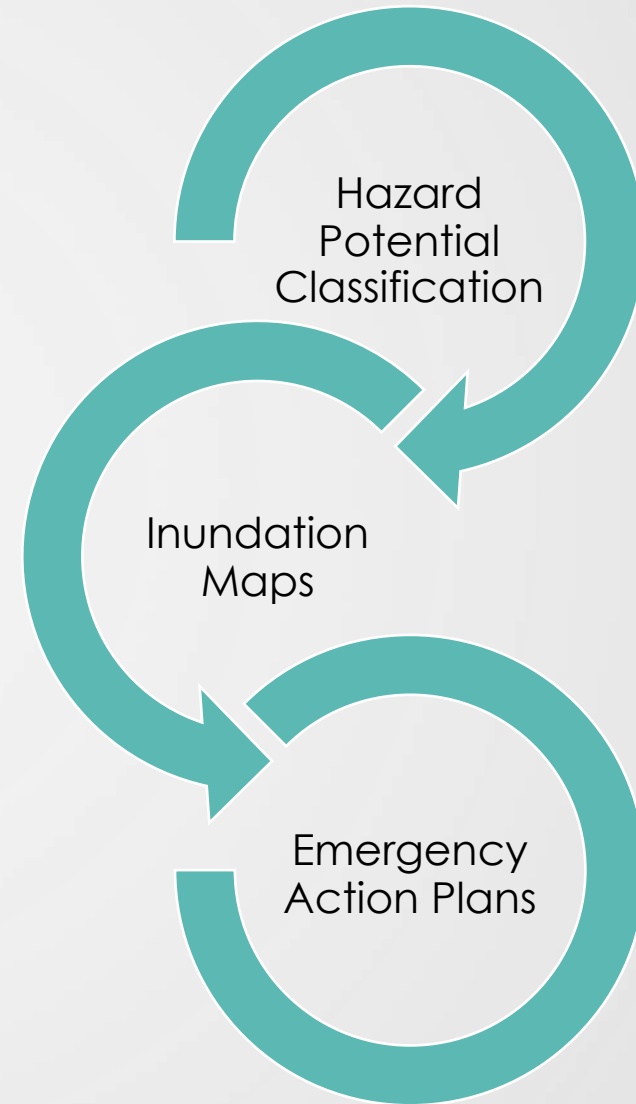 Hazard
Potential
Classification
Inundation
Maps
Emergency
Action Plans